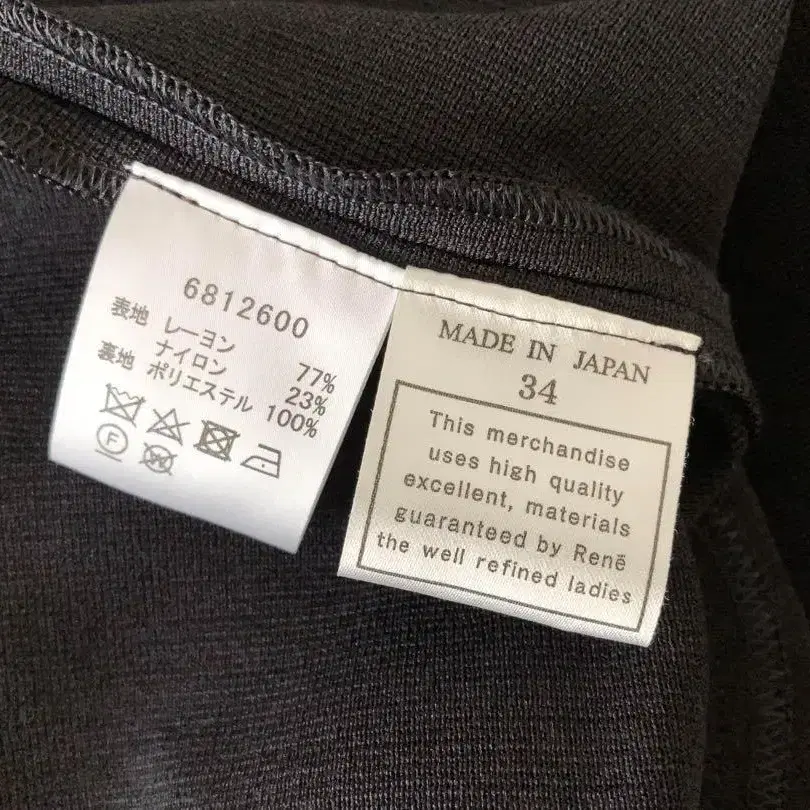 6812600
表地 レーヨン 77%
ナイロン 23%
裏地 ポリエステル 100%
F
W
MADE IN JAPAN
34
This merchandise
uses high quality
excellent, materials
guaranteed by Renē
the well refined ladies